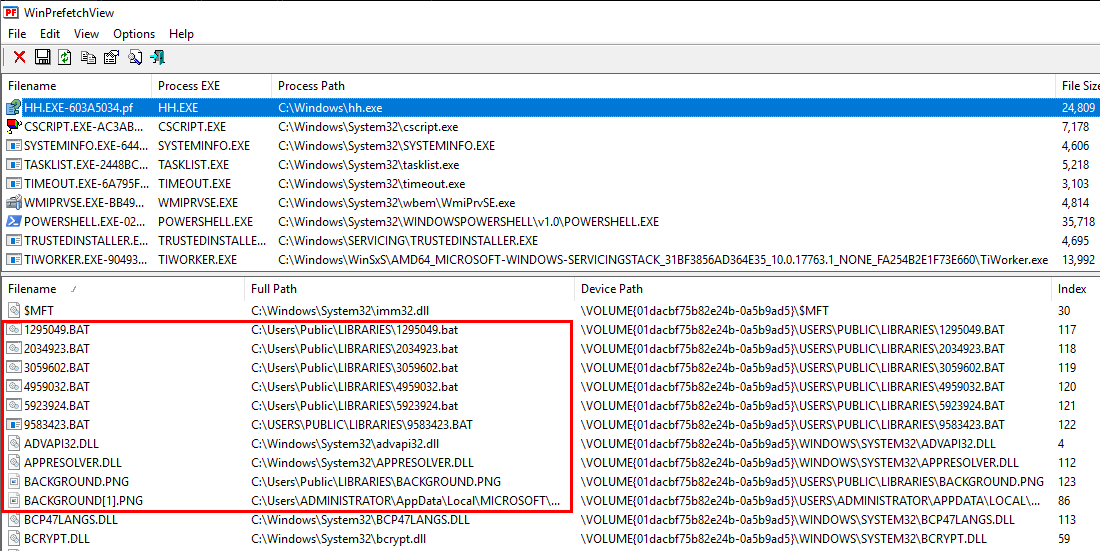 PF WinPrefetchView
File Edit View Options Help
Filename Process EXE Process Path File Size
HH.EXE-603A5034.pf HH.EXE C:\Windows\hh.exe 24,809
CSCRIPT.EXE-AC3AB... CSCRIPT.EXE C:\Windows\System32\cscript.exe 7,178
SYSTEMINFO.EXE-644... SYSTEMINFO.EXE C:\Windows\System32\SYSTEMINFO.EXE 4,606
TASKLIST.EXE-2448BC... TASKLIST.EXE C:\Windows\System32\tasklist.exe 5,218
TIMEOUT.EXE-6A795F... TIMEOUT.EXE C:\Windows\System32\timeout.exe 3,103
WMIPRVSE.EXE-BB49... WMIPRVSE.EXE C:\Windows\System32\wbem\WmiPrvSE.exe 4,814
POWERSHELL.EXE-02... POWERSHELL.EXE C:\Windows\System32\WINDOWSPOWERSHELL\v1.0\POWERSHELL.EXE 35,718
TRUSTEDINSTALLER.E... TRUSTEDINSTALLE... C:\Windows\SERVICING\TRUSTEDINSTALLER.EXE 4,695
TIWORKER.EXE-90493... TIWORKER.EXE C:\Windows\WinSxS\AMD64_MICROSOFT-WINDOWS-SERVICINGSTACK_31BF3856AD364E35_10.0.17763.1_NONE_FA254B2E1F73E660\TiWorker.exe 13,992
Filename Full Path Device Path Index
$MFT C:\Windows\System32\imm32.dll \VOLUME{01dacbf75b82e24b-0a5b9ad5}\$MFT 30
1295049.BAT C:\Users\Public\LIBRARIES\1295049.bat \VOLUME{01dacbf75b82e24b-0a5b9ad5}\USERS\PUBLIC\LIBRARIES\1295049.BAT 117
2034923.BAT C:\Users\Public\LIBRARIES\2034923.bat \VOLUME{01dacbf75b82e24b-0a5b9ad5}\USERS\PUBLIC\LIBRARIES\2034923.BAT 118
3059602.BAT C:\Users\Public\LIBRARIES\3059602.bat \VOLUME{01dacbf75b82e24b-0a5b9ad5}\USERS\PUBLIC\LIBRARIES\3059602.BAT 119
4959032.BAT C:\Users\Public\LIBRARIES\4959032.bat \VOLUME{01dacbf75b82e24b-0a5b9ad5}\USERS\PUBLIC\LIBRARIES\4959032.BAT 120
5923924.BAT C:\Users\Public\LIBRARIES\5923924.bat \VOLUME{01dacbf75b82e24b-0a5b9ad5}\USERS\PUBLIC\LIBRARIES\5923924.BAT 121
9583423.BAT C:\USERS\PUBLIC\LIBRARIES\9583423.BAT \VOLUME{01dacbf75b82e24b-0a5b9ad5}\USERS\PUBLIC\LIBRARIES\9583423.BAT 122
ADVAPI32.DLL C:\Windows\System32\advapi32.dll \VOLUME{01dacbf75b82e24b-0a5b9ad5}\WINDOWS\SYSTEM32\ADVAPI32.DLL 4
APPRESOLVER.DLL C:\Windows\System32\APPRESOLVER.DLL \VOLUME{01dacbf75b82e24b-0a5b9ad5}\WINDOWS\SYSTEM32\APPRESOLVER.DLL 112
BACKGROUND.PNG C:\Users\Public\LIBRARIES\BACKGROUND.PNG \VOLUME{01dacbf75b82e24b-0a5b9ad5}\USERS\PUBLIC\LIBRARIES\BACKGROUND.PNG 123
BACKGROUND[1].PNG C:\Users\ADMINISTRATOR\AppData\Local\MICROSOFT\... \VOLUME{01dacbf75b82e24b-0a5b9ad5}\USERS\ADMINISTRATOR\APPDATA\LOCAL\... 86
BCP47LANGS.DLL C:\Windows\System32\BCP47LANGS.DLL \VOLUME{01dacbf75b82e24b-0a5b9ad5}\WINDOWS\SYSTEM32\BCP47LANGS.DLL 113
BCRYPT.DLL C:\Windows\System32\bcrypt.dll \VOLUME{01dacbf75b82e24b-0a5b9ad5}\WINDOWS\SYSTEM32\BCRYPT.DLL 59